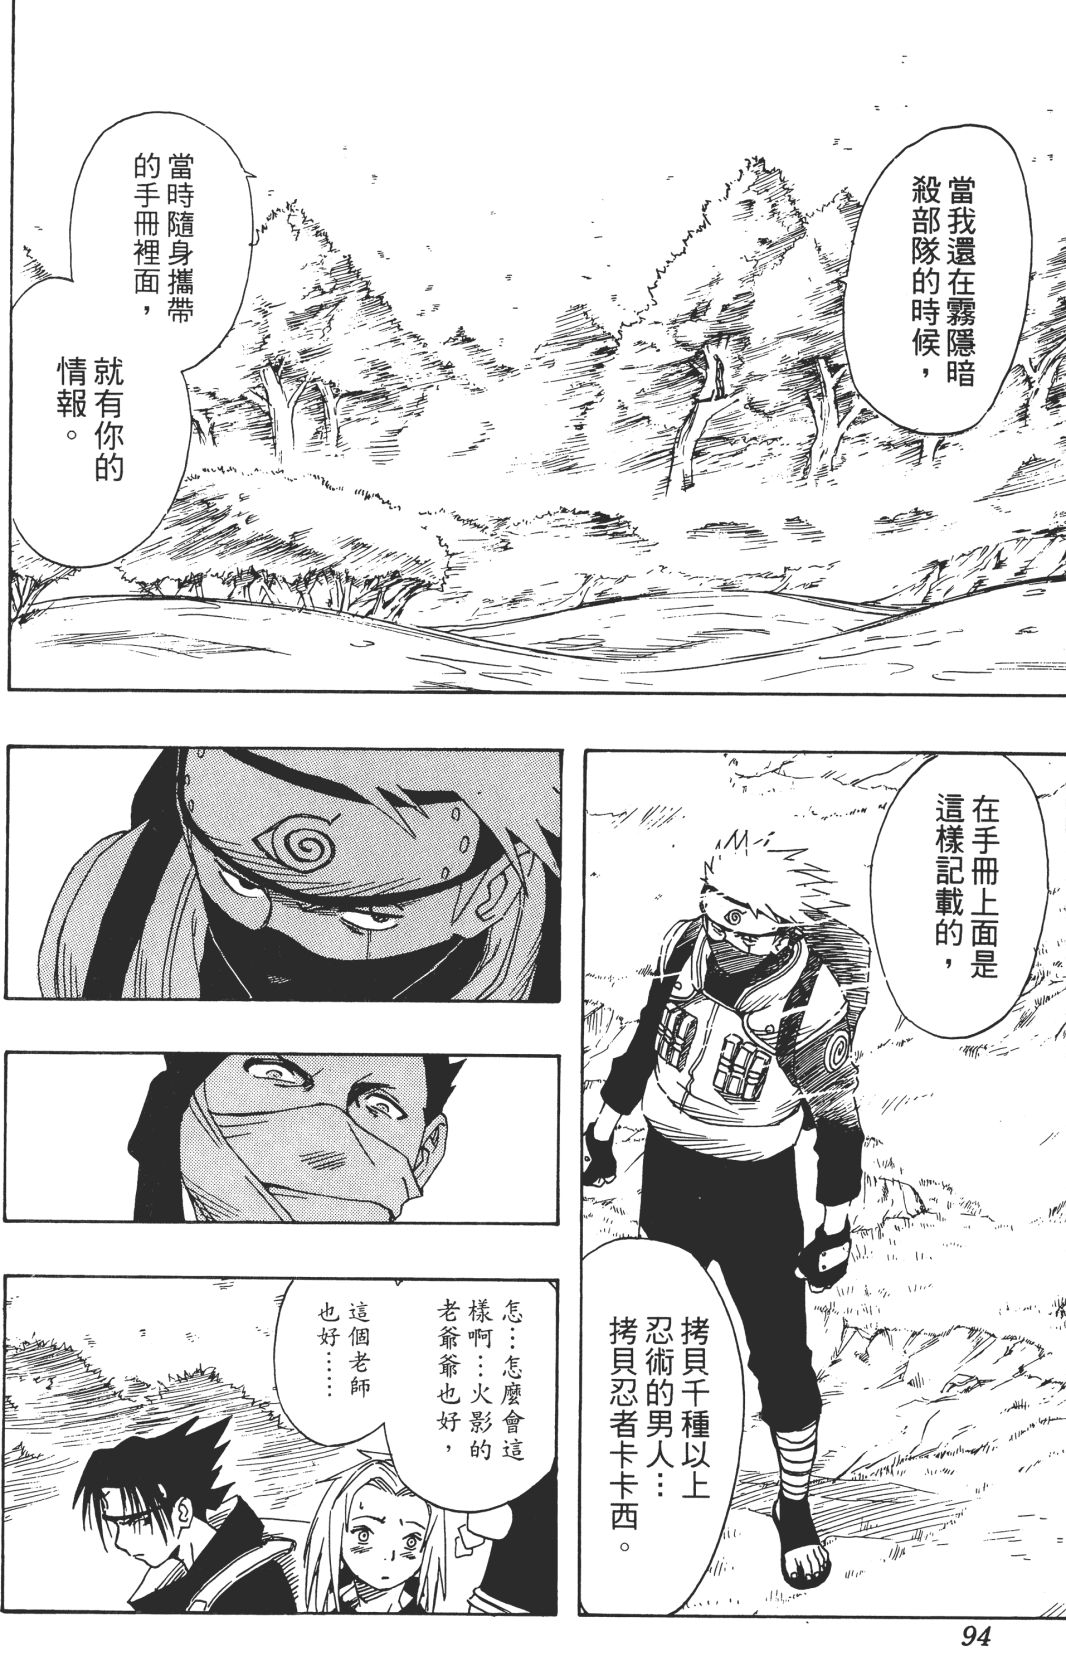 當我還在霧隱暗
殺部隊的時候，
當時隨身攜帶
的手冊裡面，
就有你的
情報。
在手冊上面是
這樣記載的，
拷貝千種以上
忍術的男人…
拷貝忍者卡卡西。
怎…怎麼會這
樣啊…火影的
老爺爺也好，
這個老師
也好……
94